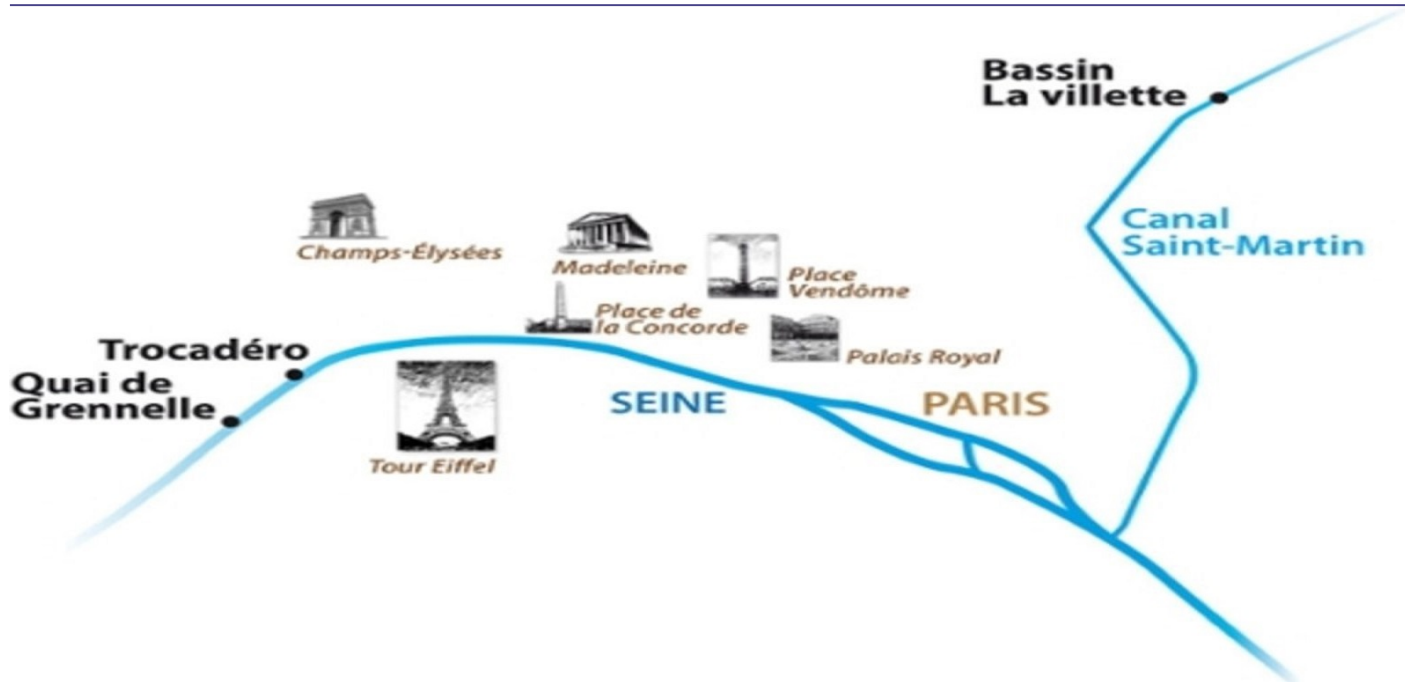 Bassin
La villette
Canal
Saint-Martin
Champs-Élysées
Madeleine
Place
Vendôme
Place de
la Concorde
Palais Royal
Trocadéro
Quai de
Grennelle
SEINE
PARIS
Tour Eiffel